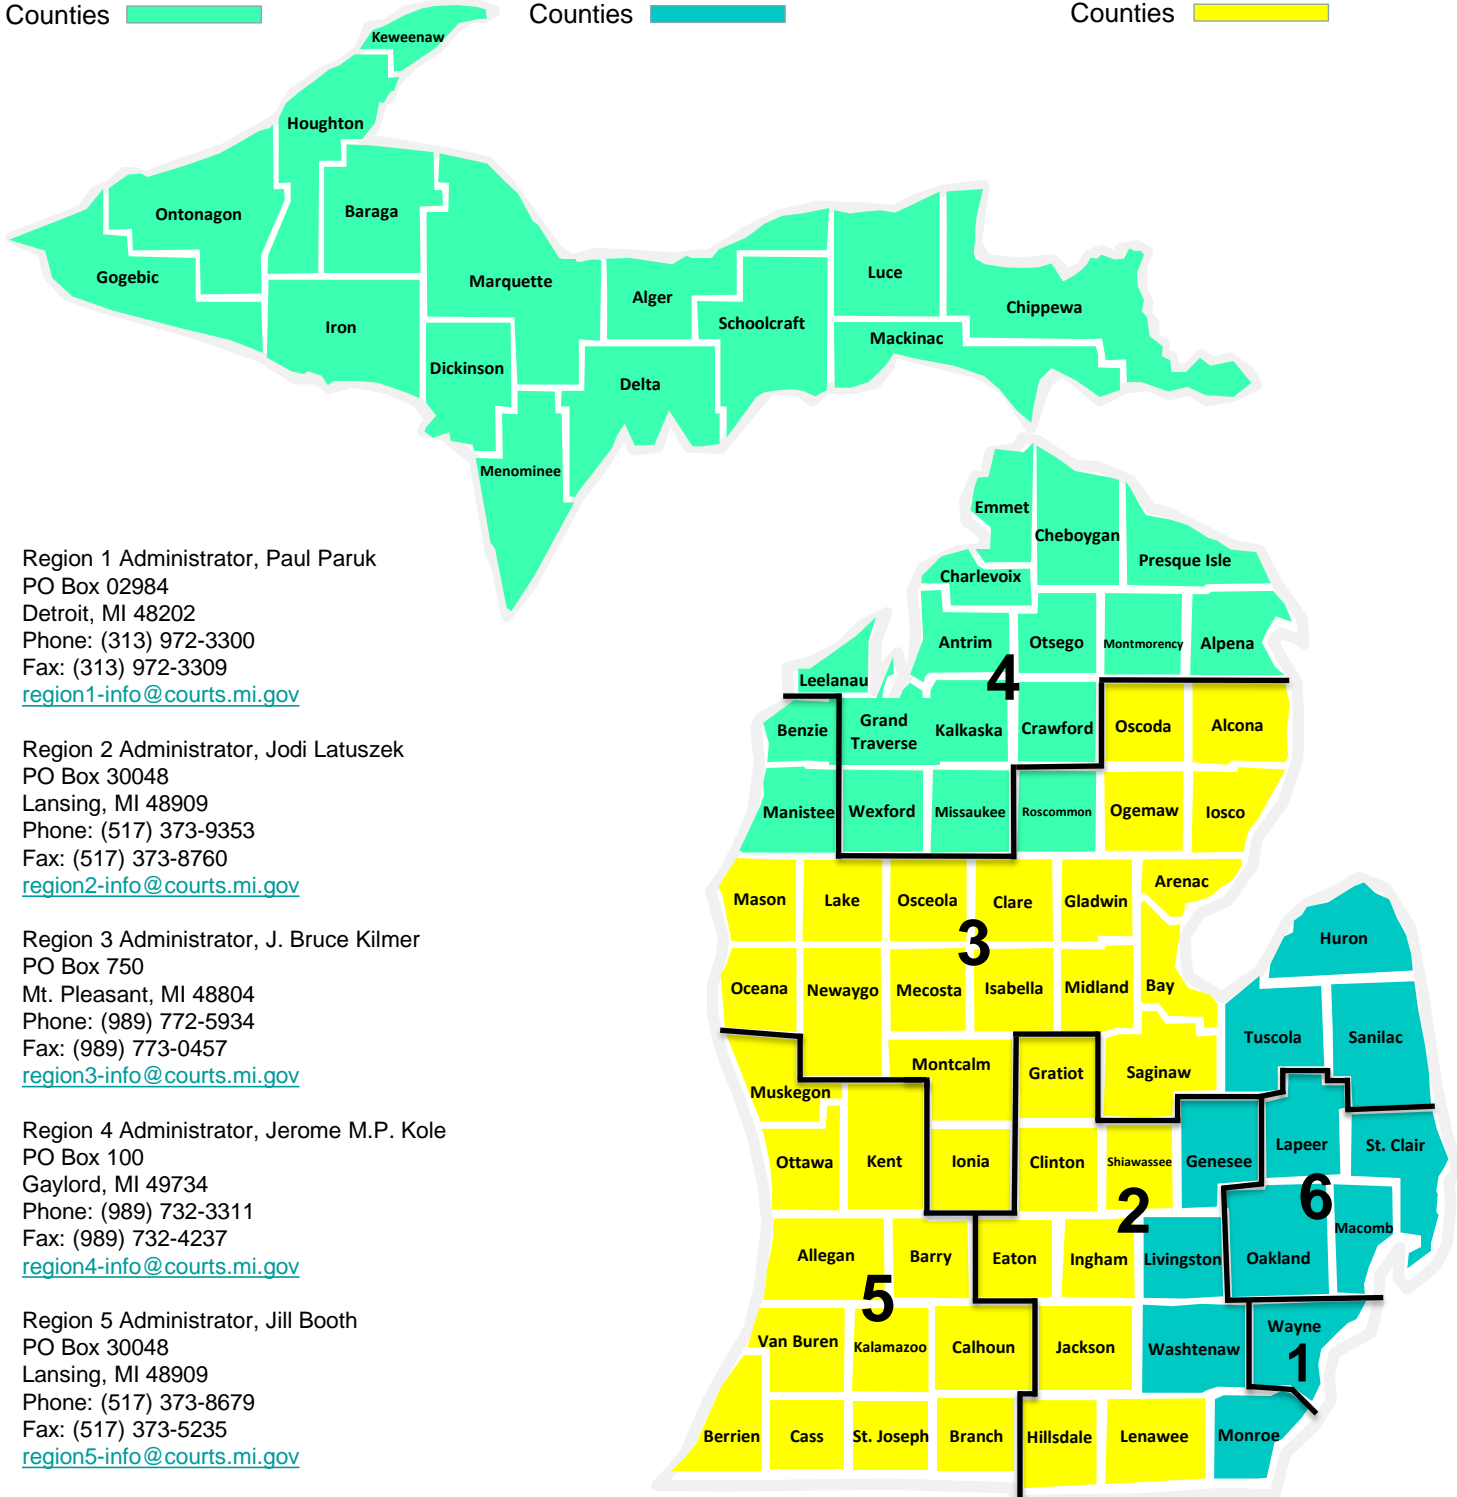 Counties
Counties
Counties
Keweenaw
Houghton
Ontonagon
Baraga
Gogebic
Marquette
Luce
Alger
Chippewa
Iron
Schoolcraft
Mackinac
Dickinson
Delta
Menominee
Emmet
Cheboygan
Presque Isle
Charlevoix
Antrim
Otsego
Montmorency
Alpena
Leelanau
4
Benzie
Grand
Traverse
Kalkaska
Crawford
Oscoda
Alcona
Manistee
Wexford
Missaukee
Roscommon
Ogemaw
Iosco
Mason
Lake
Osceola
Clare
Gladwin
Arenac
3
Huron
Oceana
Newaygo
Mecosta
Isabella
Midland
Bay
Tuscola
Sanilac
Montcalm
Gratiot
Saginaw
Muskegon
Ottawa
Kent
Ionia
Clinton
Shiawassee
Genesee
Lapeer
St. Clair
2
6
Macomb
Allegan
Barry
Eaton
Ingham
Livingston
Oakland
5
Van Buren
Kalamazoo
Calhoun
Jackson
Washtenaw
Wayne
1
Berrien
Cass
St. Joseph
Branch
Hillsdale
Lenawee
Monroe
Region 1 Administrator, Paul Paruk
PO Box 02984
Detroit, MI 48202
Phone: (313) 972-3300
Fax: (313) 972-3309
region1-info@courts.mi.gov
Region 2 Administrator, Jodi Latuszek
PO Box 30048
Lansing, MI 48909
Phone: (517) 373-9353
Fax: (517) 373-8760
region2-info@courts.mi.gov
Region 3 Administrator, J. Bruce Kilmer
PO Box 750
Mt. Pleasant, MI 48804
Phone: (989) 772-5934
Fax: (989) 773-0457
region3-info@courts.mi.gov
Region 4 Administrator, Jerome M.P. Kole
PO Box 100
Gaylord, MI 49734
Phone: (989) 732-3311
Fax: (989) 732-4237
region4-info@courts.mi.gov
Region 5 Administrator, Jill Booth
PO Box 30048
Lansing, MI 48909
Phone: (517) 373-8679
Fax: (517) 373-5235
region5-info@courts.mi.gov